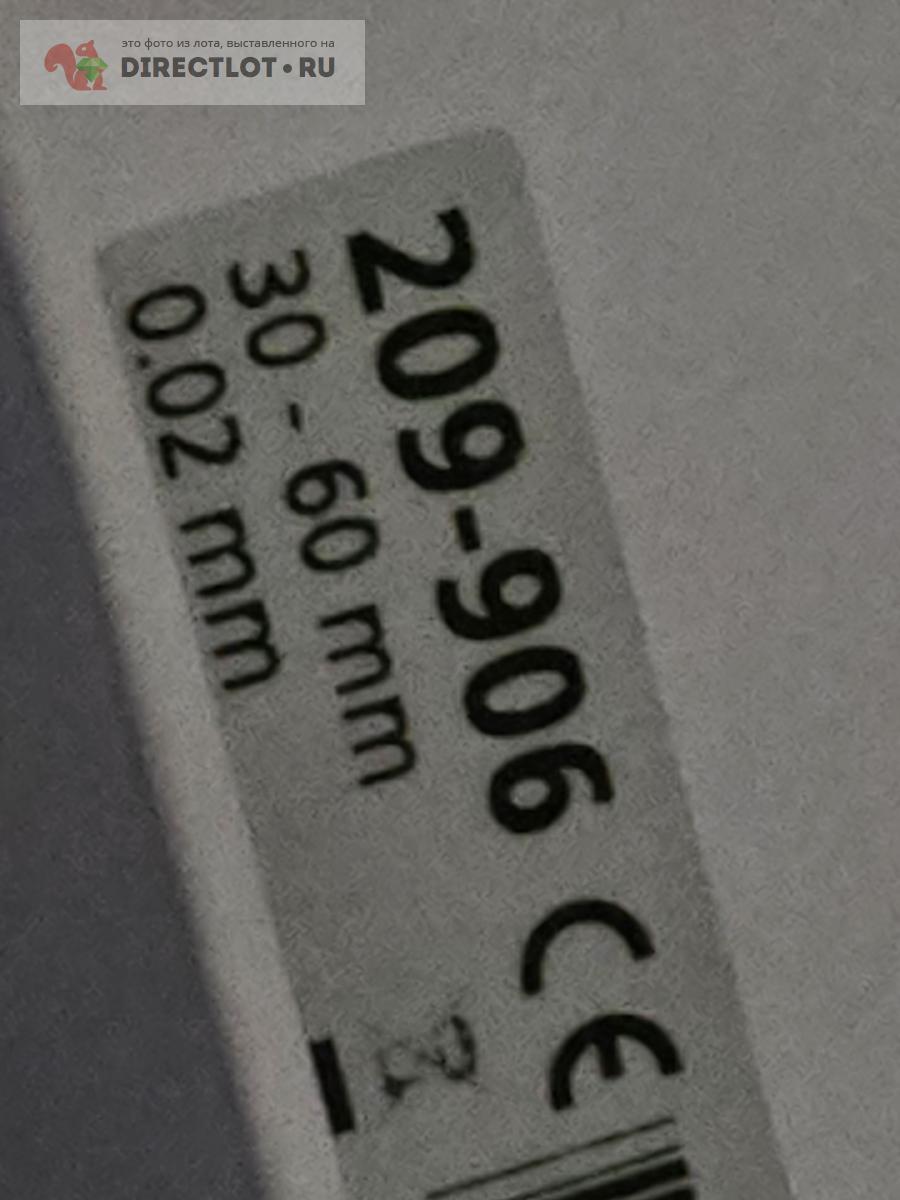 это фото из лота, выставленного на
DIRECTLOT•RU
209-906
30 - 60 mm
0.02 mm
CE